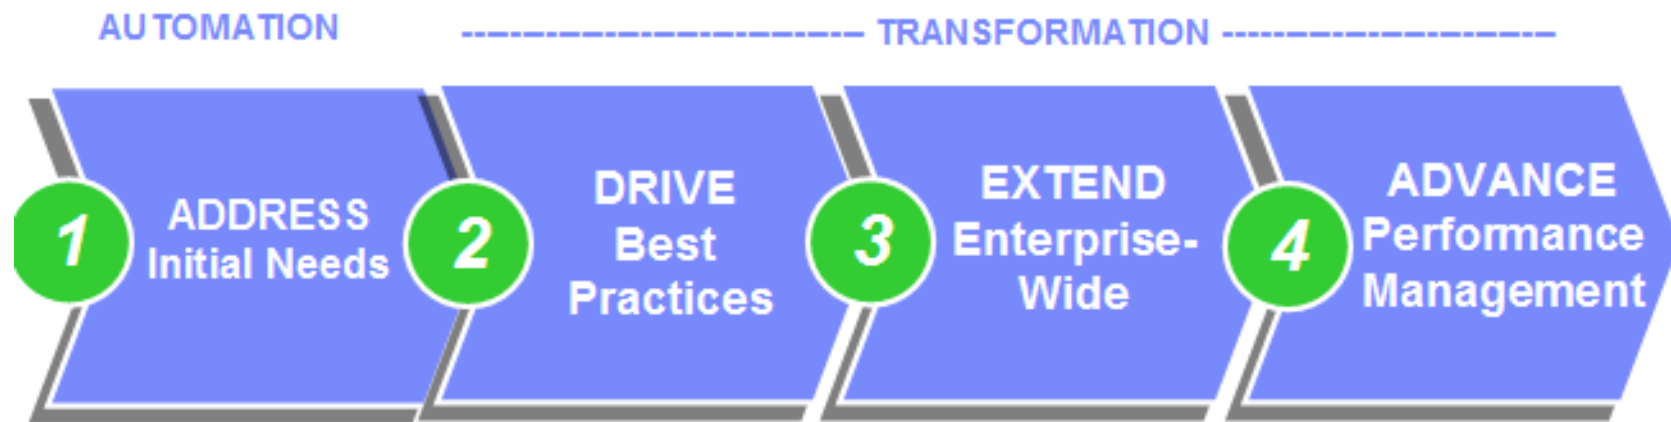 AUTOMATION
---------------------------------- TRANSFORMATION ----------------------------
1
ADDRESS
Initial Needs
2
DRIVE
Best
Practices
3
EXTEND
Enterprise-
Wide
4
ADVANCE
Performance
Management